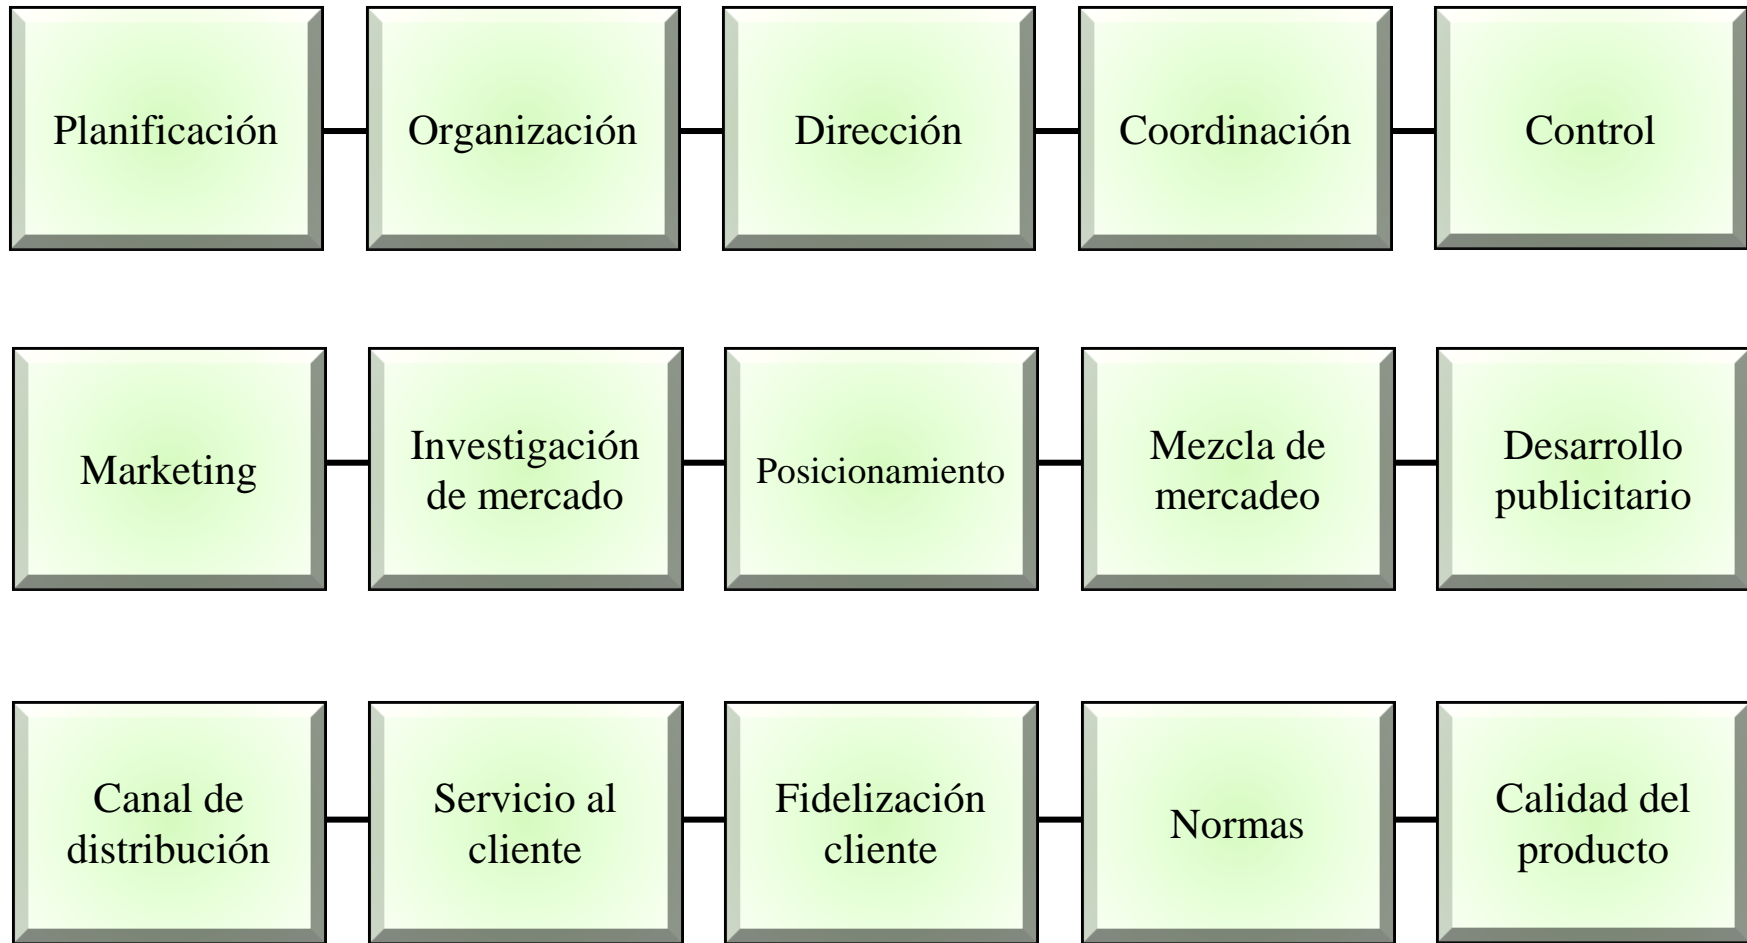 Planificación
Organización
Dirección
Coordinación
Control
Marketing
Investigación
de mercado
Posicionamiento
Mezcla de
mercadeo
Desarrollo
publicitario
Canal de
distribución
Servicio al
cliente
Fidelización
cliente
Normas
Calidad del
producto